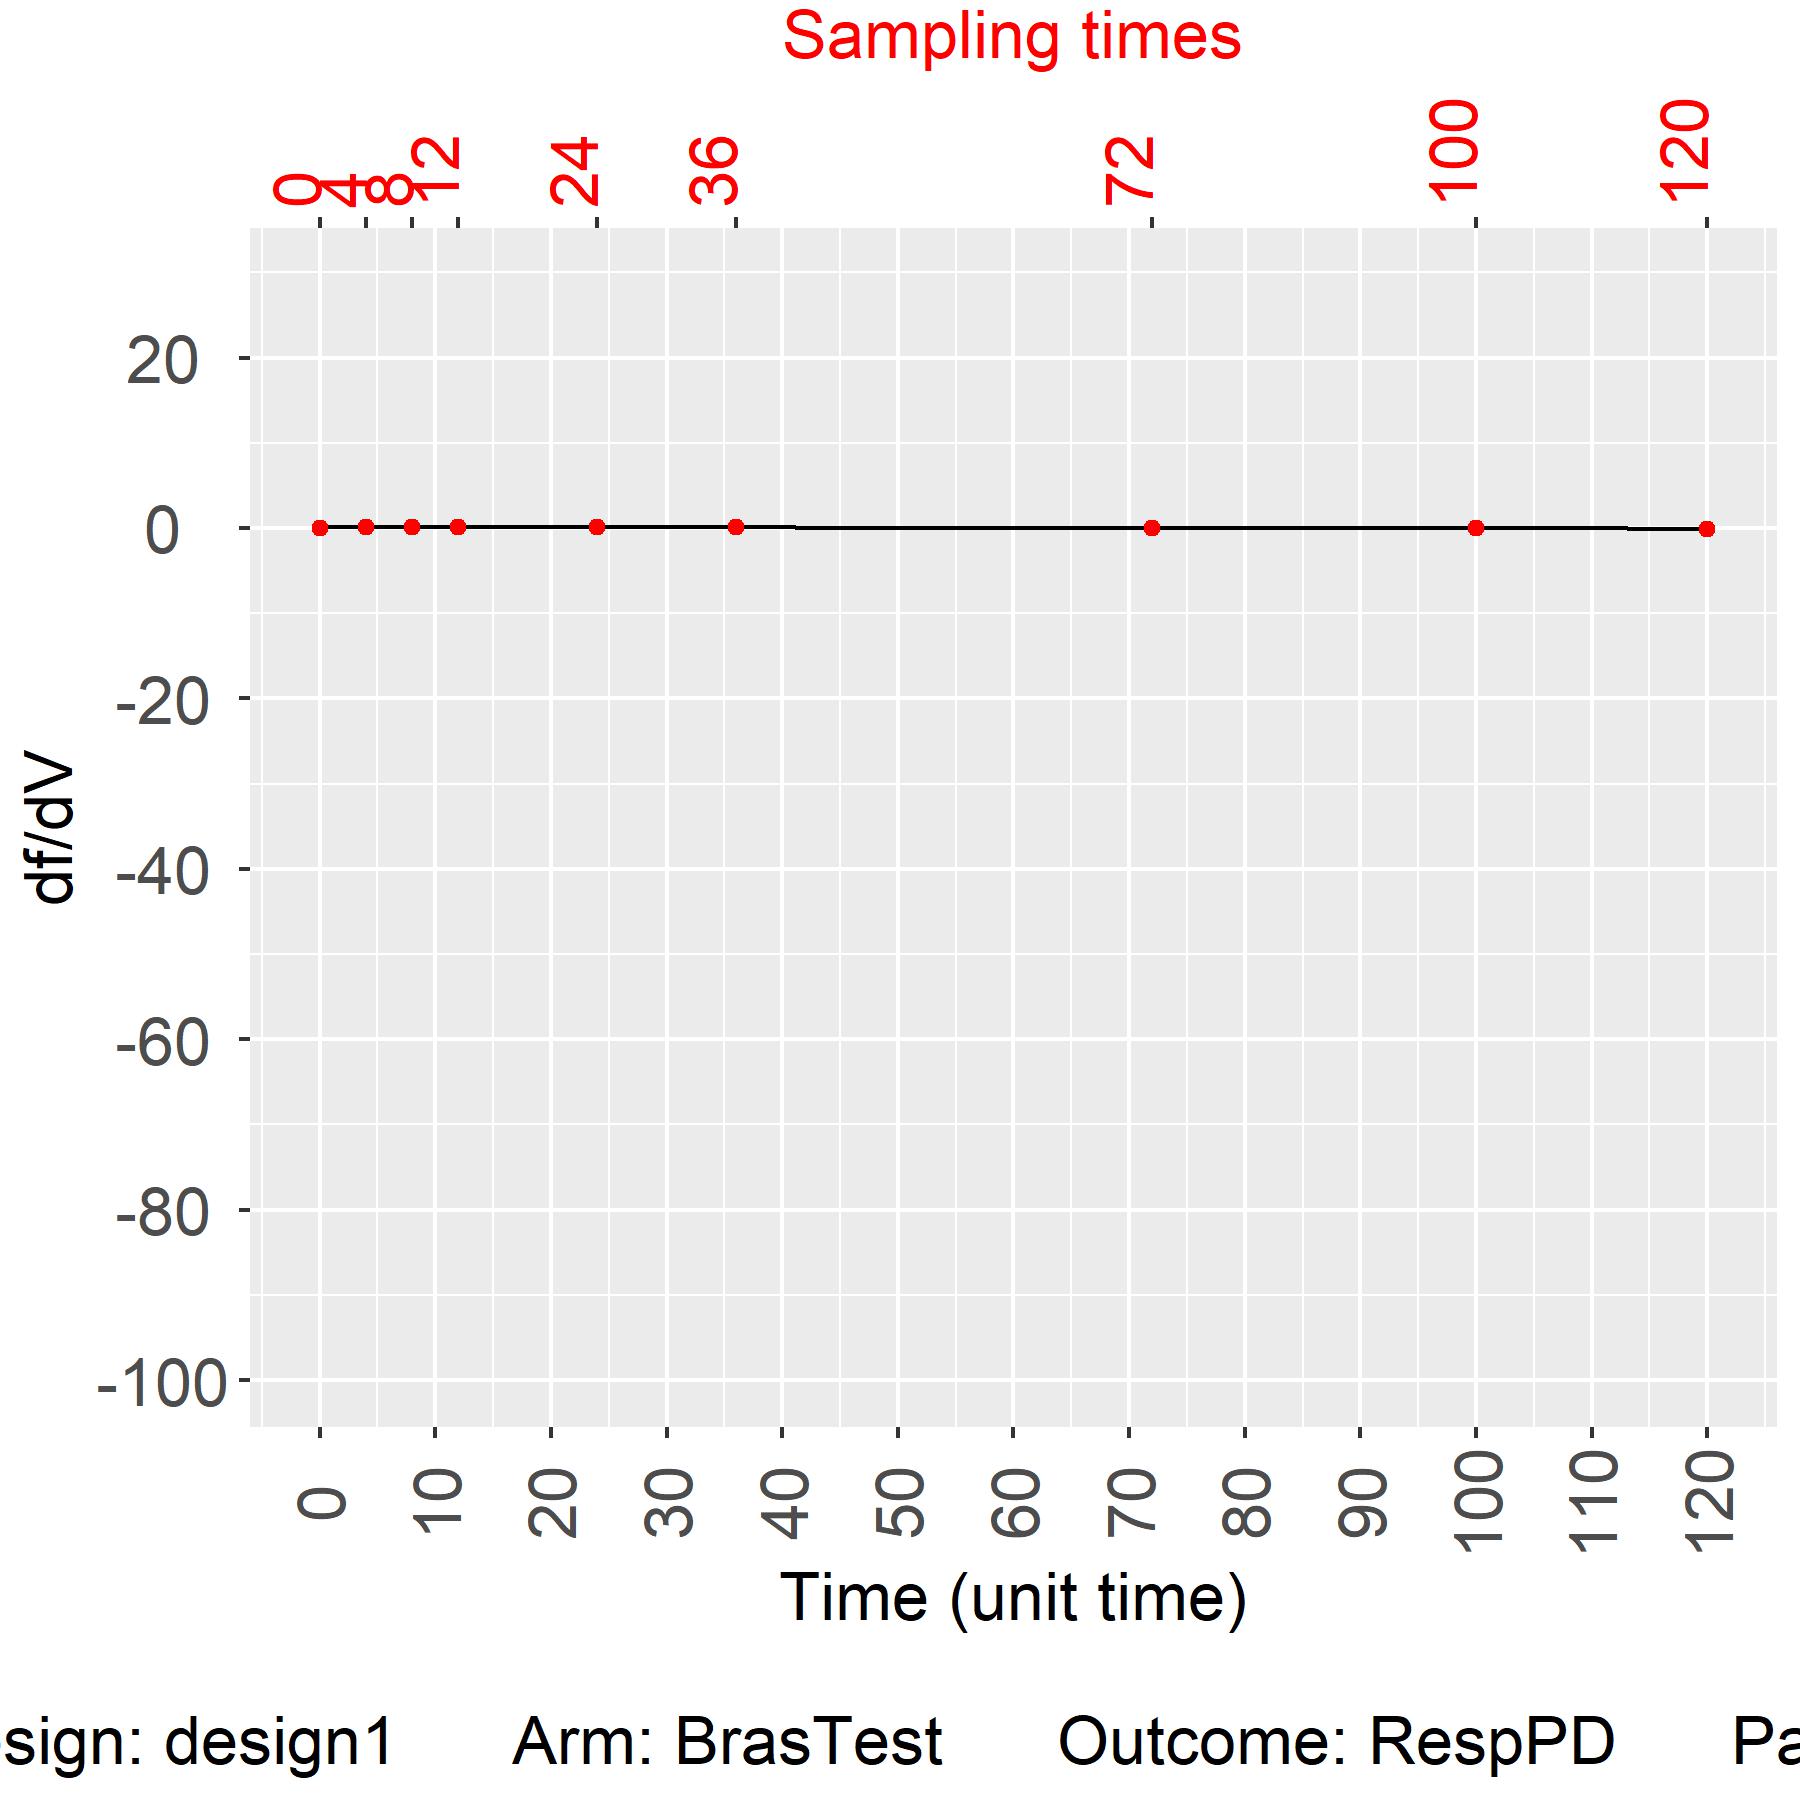 Sampling times
0 4 8 12 24 36 72 100 120
20
0
-20
-40
-60
-80
-100
df/dV
0 10 20 30 40 50 60 70 80 90 100 110 120
Time (unit time)
sign: design1 Arm: BrasTest Outcome: RespPD Pa